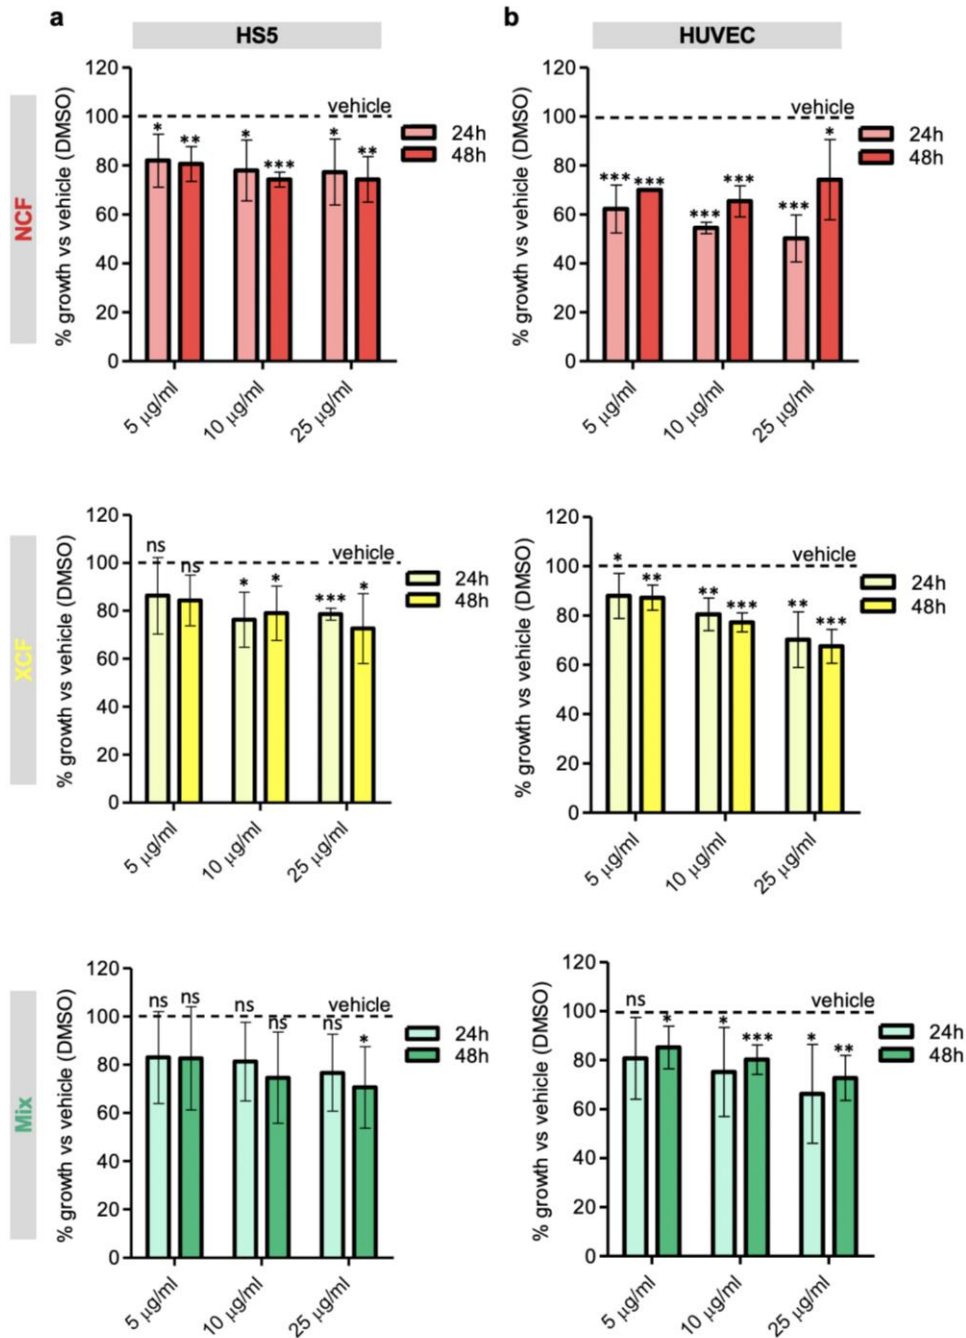 a
b
HS5
HUVEC
NCF
% growth vs vehicle (DMSO)
120
100
80
60
40
20
0
vehicle
* ** * *** * **
24h
48h
5 µg/ml
10 µg/ml
25 µg/ml
% growth vs vehicle (DMSO)
120
100
80
60
40
20
0
vehicle
*** *** *** *** *** *
24h
48h
5 µg/ml
10 µg/ml
25 µg/ml
XCF
% growth vs vehicle (DMSO)
120
100
80
60
40
20
0
vehicle
ns ns * * *** *
24h
48h
5 µg/ml
10 µg/ml
25 µg/ml
% growth vs vehicle (DMSO)
120
100
80
60
40
20
0
vehicle
* ** ** *** ** ***
24h
48h
5 µg/ml
10 µg/ml
25 µg/ml
Mix
% growth vs vehicle (DMSO)
120
100
80
60
40
20
0
vehicle
ns ns ns ns ns *
24h
48h
5 µg/ml
10 µg/ml
25 µg/ml
% growth vs vehicle (DMSO)
120
100
80
60
40
20
0
vehicle
ns * * *** * **
24h
48h
5 µg/ml
10 µg/ml
25 µg/ml